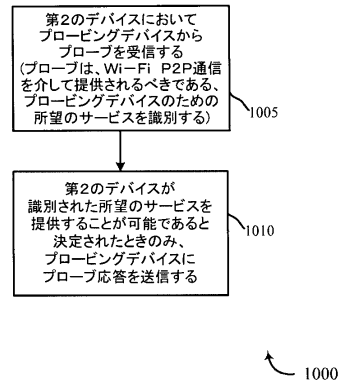 第2のデバイスにおいて
プロービングデバイスから
プローブを受信する
(プローブは、Wi-Fi P2P通信
を介して提供されるべきである、
プロービングデバイスのための
所望のサービスを識別する)
1005
第2のデバイスが
識別された所望のサービスを
提供することが可能であると
決定されたときのみ、
プロービングデバイスに
プローブ応答を送信する
1010
1000